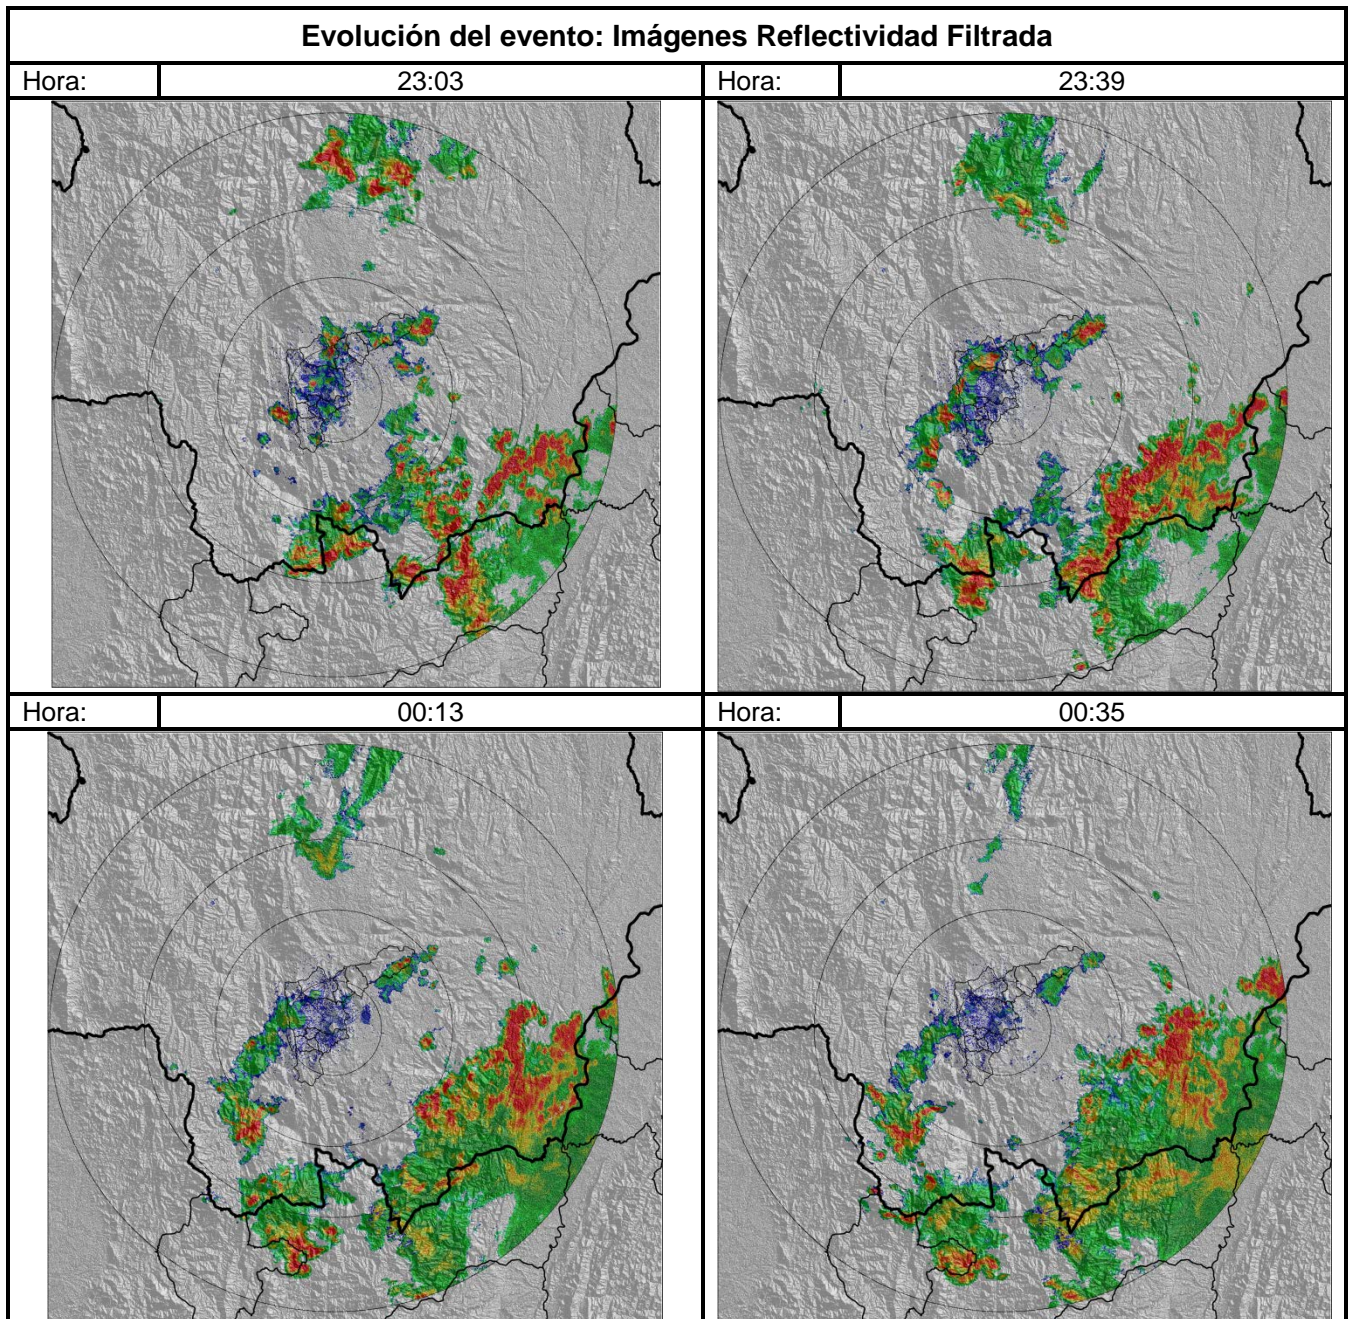 Evolución del evento: Imágenes Reflectividad Filtrada
Hora: 23:03 Hora: 23:39
Hora: 00:13 Hora: 00:35